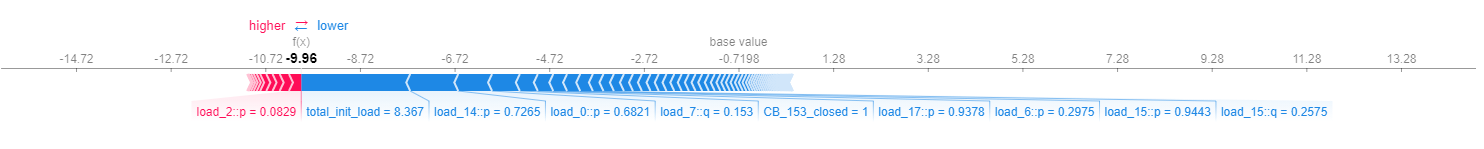 higher ⇄ lower
f(x) base value
-14.72 -12.72 -10.72 -9.96 -8.72 -6.72 -4.72 -2.72 -0.7198 1.28 3.28 5.28 7.28 9.28 11.28 13.28
load_2::p = 0.0829 total_init_load = 8.367 load_14::p = 0.7265 load_0::p = 0.6821 load_7::q = 0.153 CB_153_closed = 1 load_17::p = 0.9378 load_6::p = 0.2975 load_15::p = 0.9443 load_15::q = 0.2575